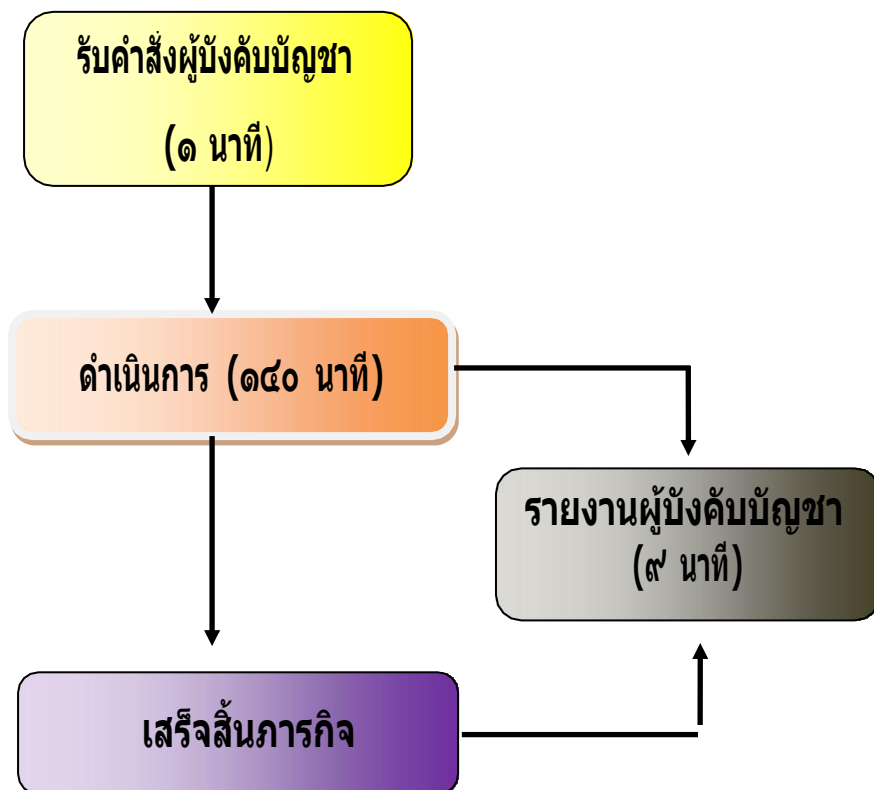 รับคำสั่งผู้บังคับบัญชา
(๑ นาที)
ดำเนินการ (๑๔๐ นาที)
รายงานผู้บังคับบัญชา
(๙ นาที)
เสร็จสิ้นภารกิจ